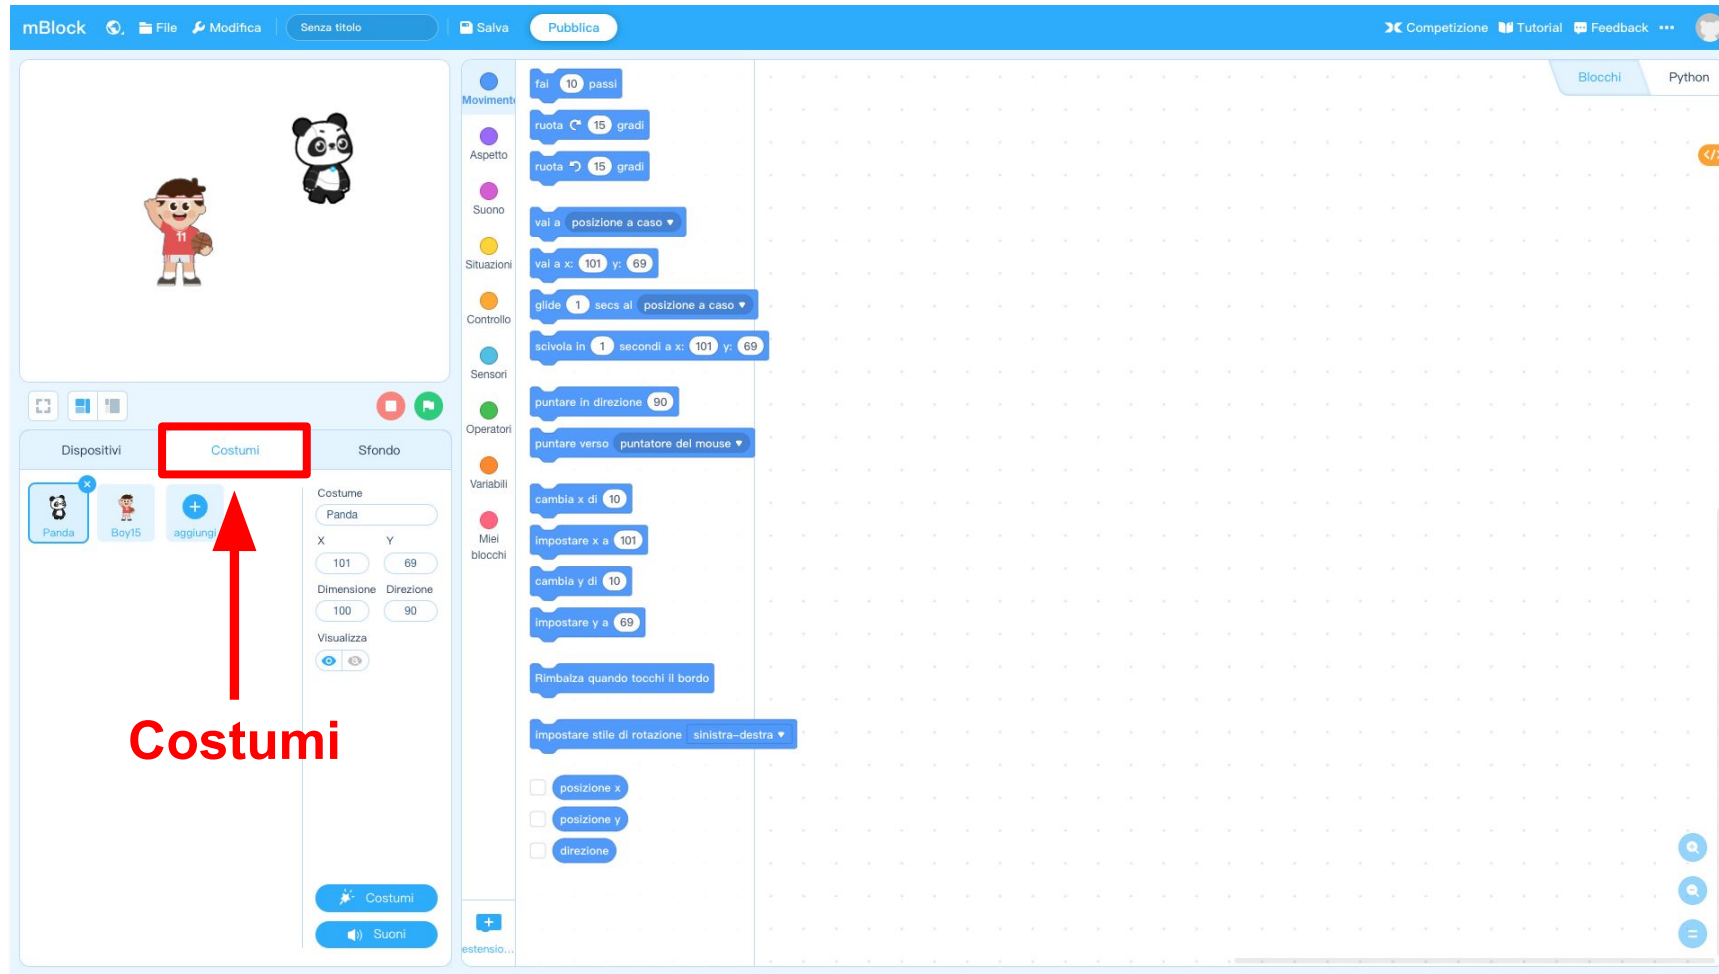 mBlock File Modifica Senza titolo Salva Pubblica Competizione Tutorial Feedback
Blocchi Python
11
Dispositivi Costumi Sfondo
Panda Boy15 aggiungi
Costume
Panda
X Y
101 69
Dimensione Direzione
100 90
Visualizza
Costumi
Costumi
Suoni
Movimento
Aspetto
Suono
Situazioni
Controllo
Sensori
Operatori
Variabili
Miei
blocchi
estensio...
fai 10 passi
ruota 15 gradi
ruota 15 gradi
vai a posizione a caso
vai a x: 101 y: 69
glide 1 secs al posizione a caso
scivola in 1 secondi a x: 101 y: 69
puntare in direzione 90
puntare verso puntatore del mouse
cambia x di 10
impostare x a 101
cambia y di 10
impostare y a 69
Rimbalza quando tocchi il bordo
impostare stile di rotazione sinistra-destra
posizione x
posizione y
direzione